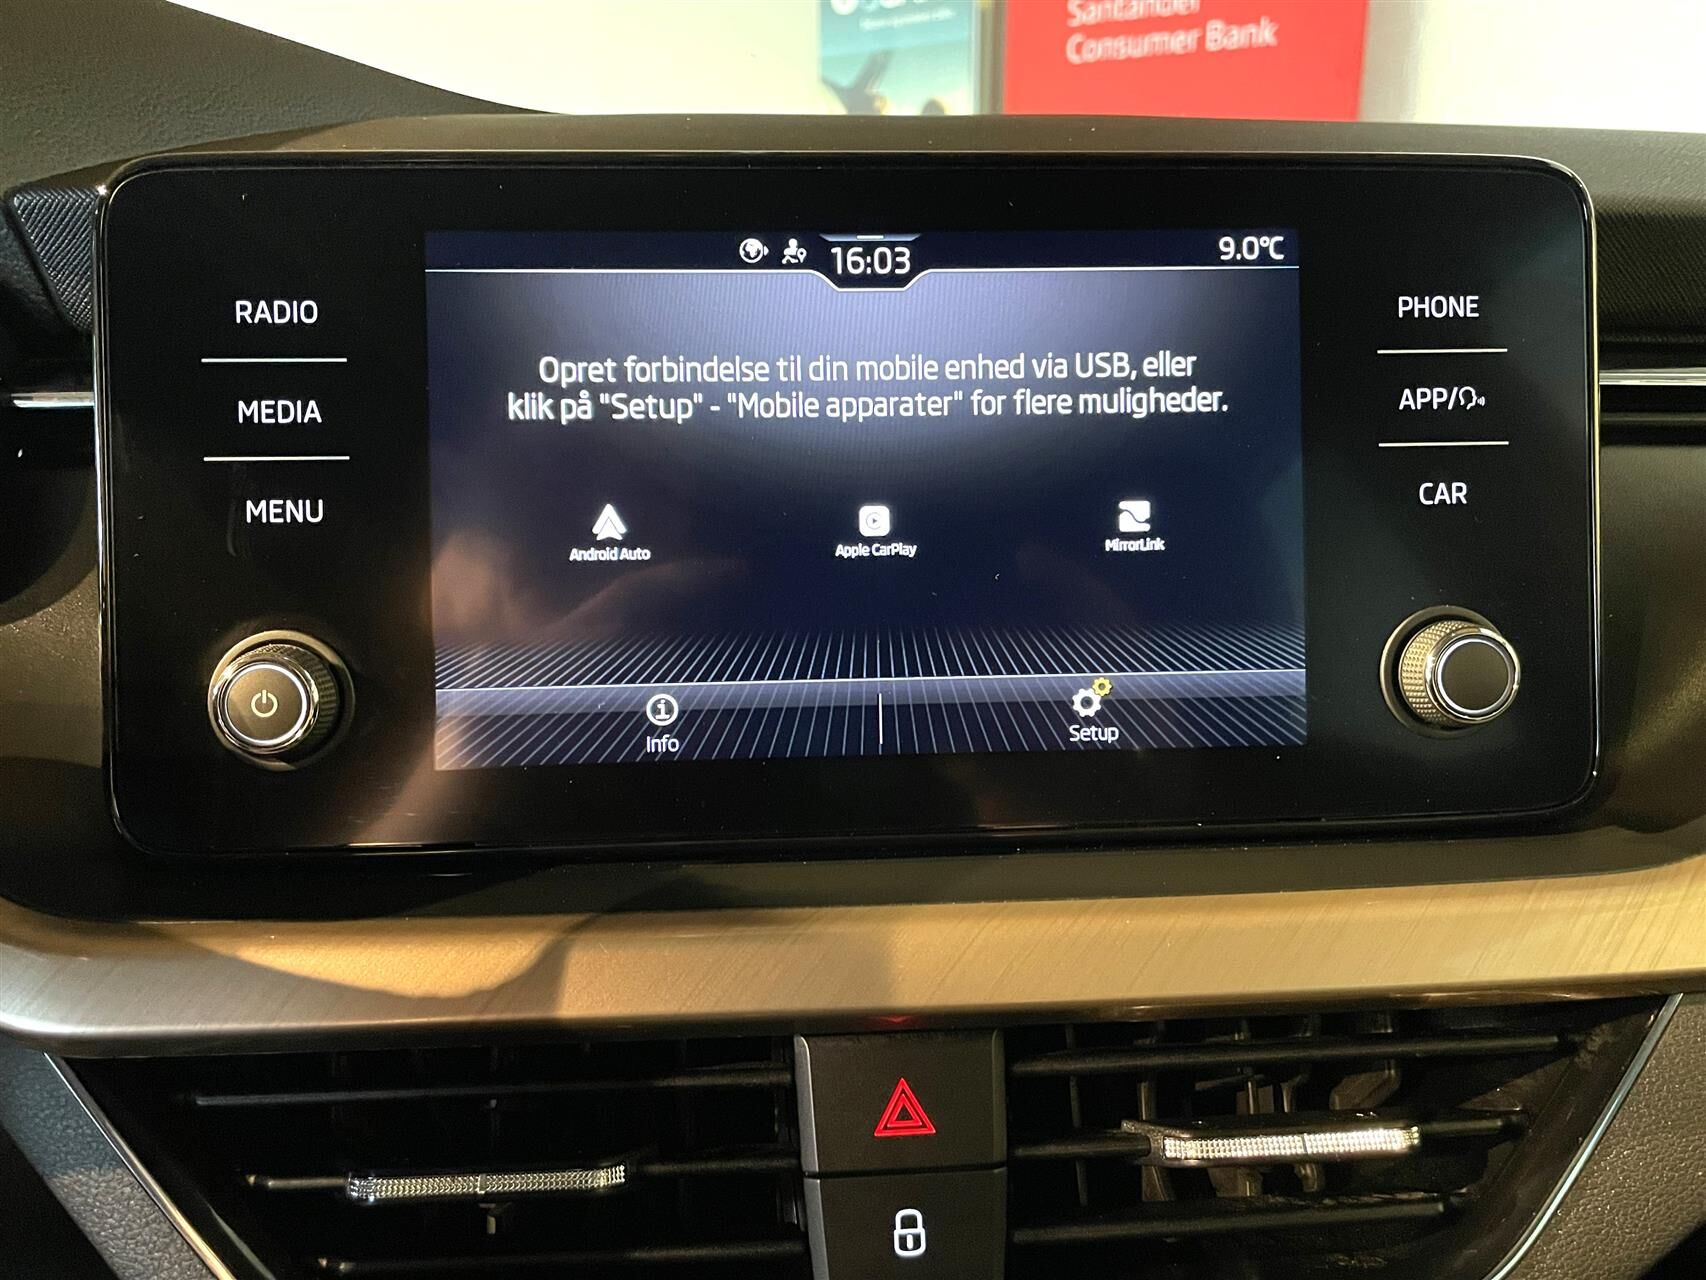 Santander
Consumer Bank
16:03
9.0°C
RADIO
MEDIA
MENU
PHONE
APP/
CAR
Opret forbindelse til din mobile enhed via USB, eller
klik på "Setup" - "Mobile apparater" for flere muligheder.
Android Auto
Apple CarPlay
MirrorLink
Info
Setup